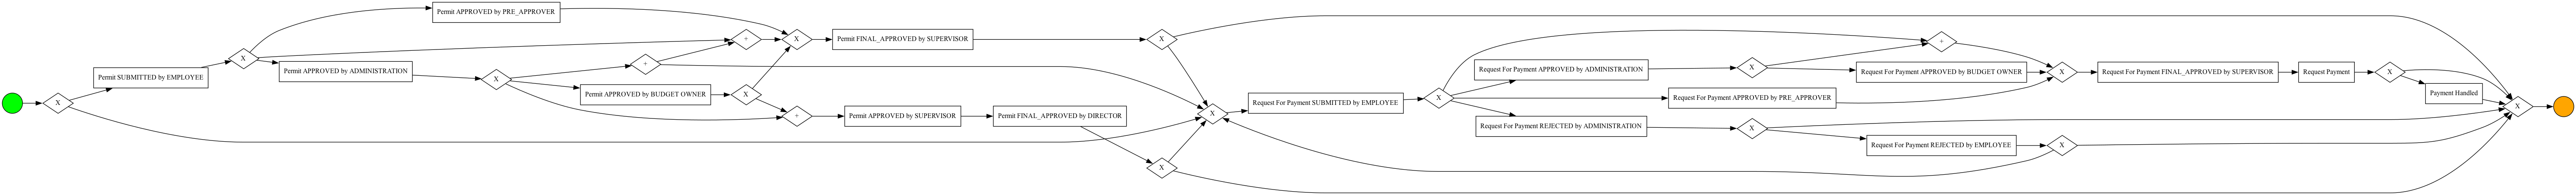 X
Permit SUBMITTED by EMPLOYEE
X
Permit APPROVED by PRE_APPROVER
Permit APPROVED by ADMINISTRATION
X
+
Permit APPROVED by BUDGET OWNER
+
X
X
+
Permit FINAL_APPROVED by SUPERVISOR
Permit APPROVED by SUPERVISOR
Permit FINAL_APPROVED by DIRECTOR
X
X
X
Request For Payment SUBMITTED by EMPLOYEE
X
Request For Payment APPROVED by ADMINISTRATION
Request For Payment APPROVED by PRE_APPROVER
Request For Payment REJECTED by ADMINISTRATION
X
X
+
Request For Payment APPROVED by BUDGET OWNER
Request For Payment REJECTED by EMPLOYEE
X
X
Request For Payment FINAL_APPROVED by SUPERVISOR
Request Payment
X
Payment Handled
X